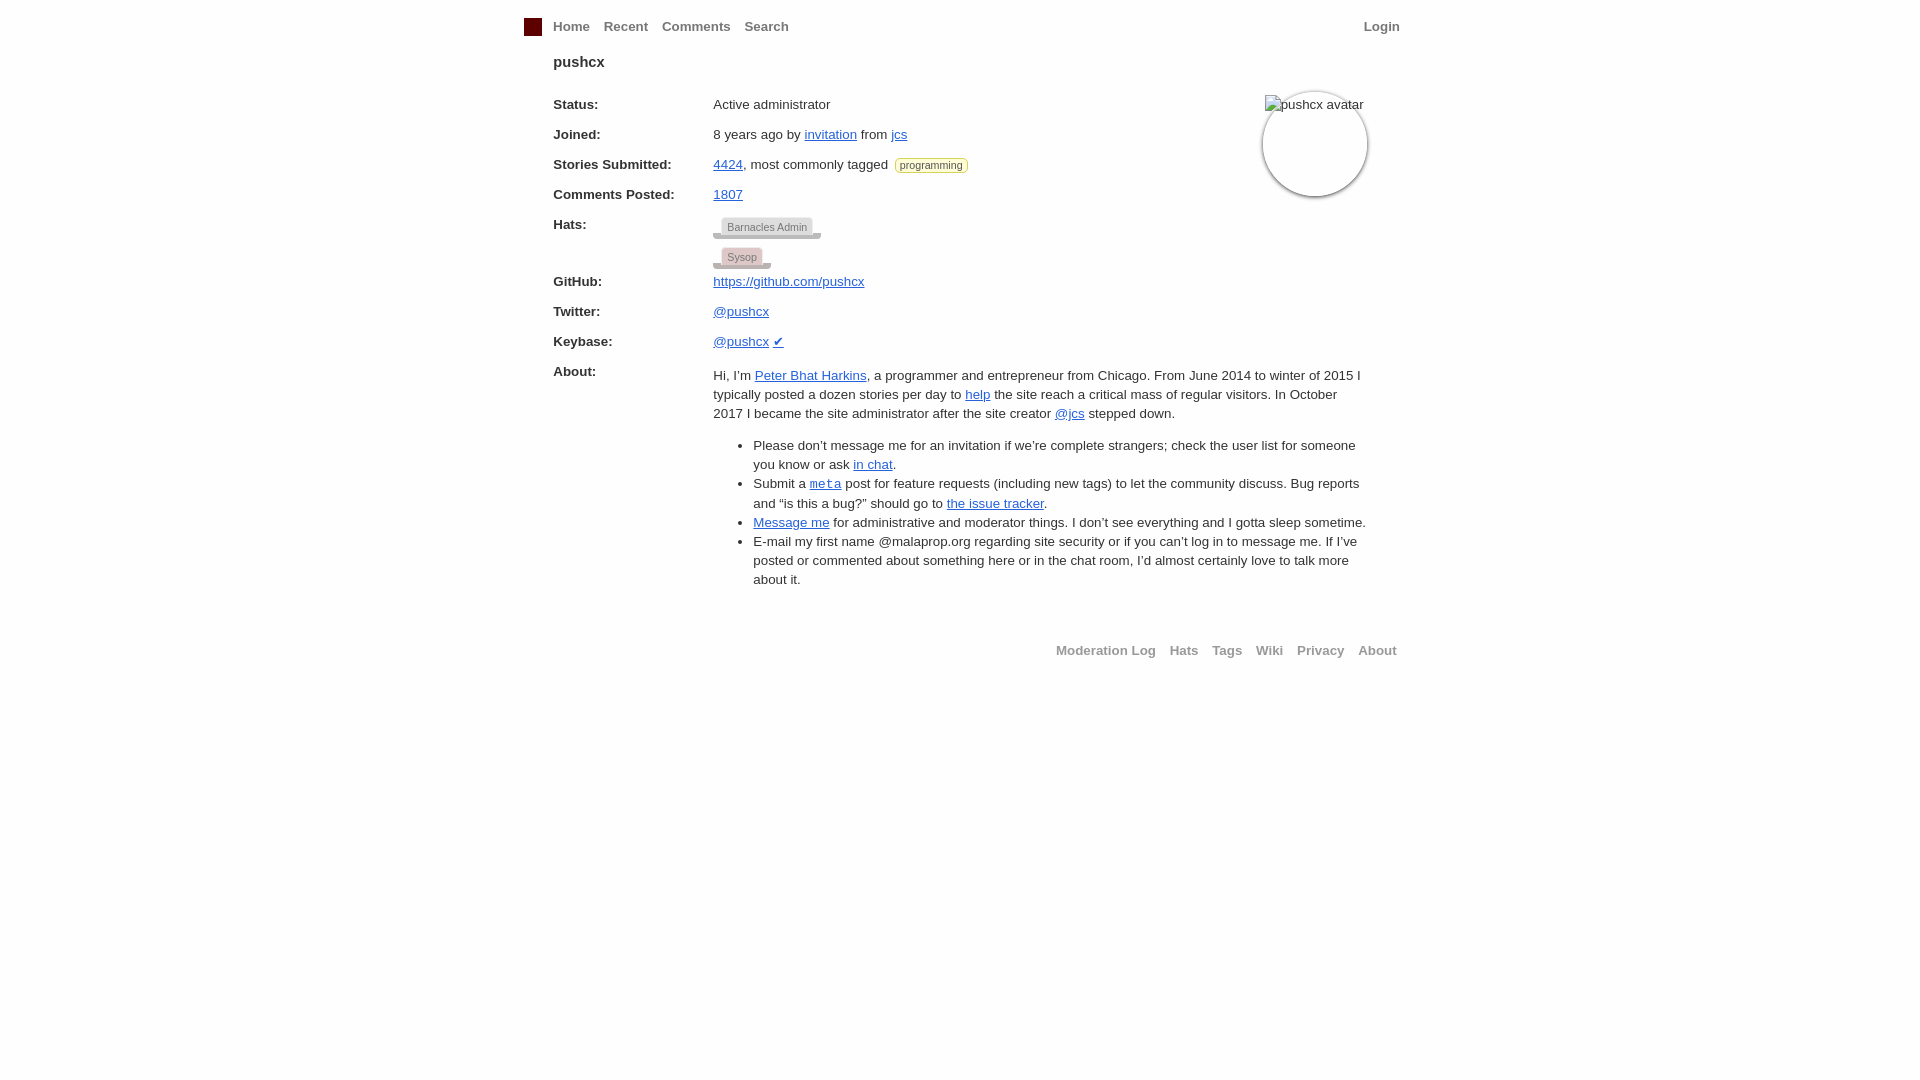 Home Recent Comments Search Login
pushcx
Status: Active administrator
pushcx avatar
Joined: 8 years ago by invitation from jcs
Stories Submitted: 4424, most commonly tagged programming
Comments Posted: 1807
Hats: Barnacles Admin
Sysop
GitHub: https://github.com/pushcx
Twitter: @pushcx
Keybase: @pushcx ✔
About: Hi, I’m Peter Bhat Harkins, a programmer and entrepreneur from Chicago. From June 2014 to winter of 2015 I
typically posted a dozen stories per day to help the site reach a critical mass of regular visitors. In October
2017 I became the site administrator after the site creator @jcs stepped down.
• Please don’t message me for an invitation if we’re complete strangers; check the user list for someone
you know or ask in chat.
• Submit a meta post for feature requests (including new tags) to let the community discuss. Bug reports
and “is this a bug?” should go to the issue tracker.
• Message me for administrative and moderator things. I don’t see everything and I gotta sleep sometime.
• E-mail my first name @malaprop.org regarding site security or if you can’t log in to message me. If I’ve
posted or commented about something here or in the chat room, I’d almost certainly love to talk more
about it.
Moderation Log Hats Tags Wiki Privacy About